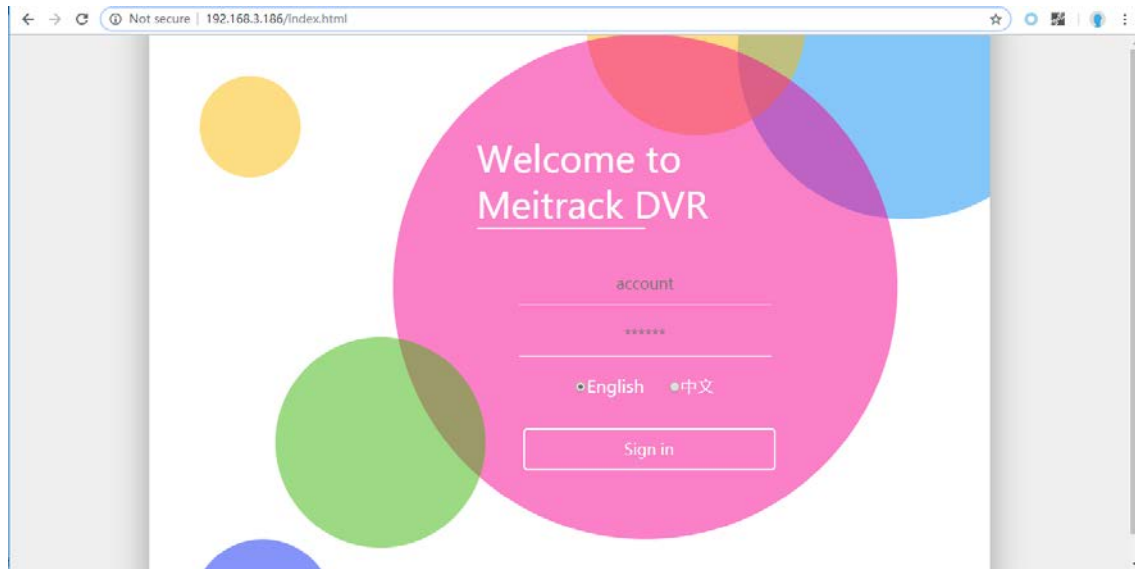 Not secure | 192.168.3.186/index.html
Welcome to
Meitrack DVR
account
******
English 中文
Sign in